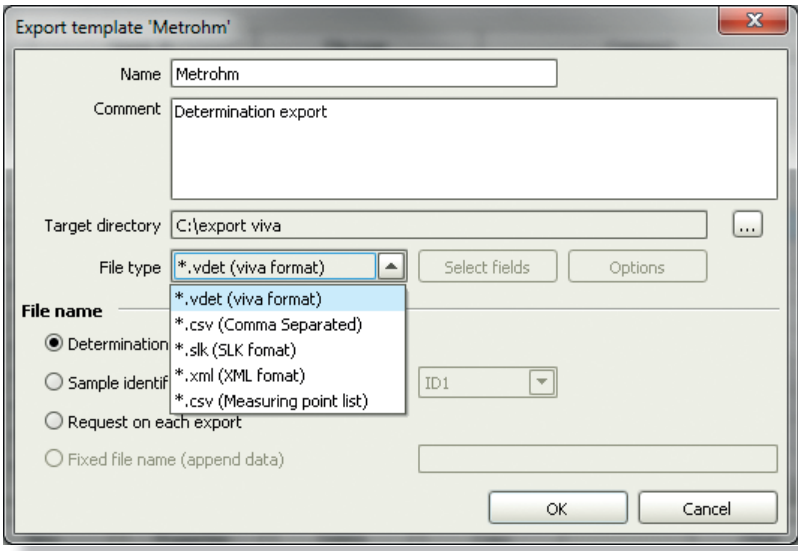 Export template 'Metrohm'
Name Metrohm
Comment Determination export
Target directory C:\export viva ...
File type *.vdet (viva format) Select fields Options
*.vdet (viva format)
File name
*.csv (Comma Separated)
Determination
*.slk (SLK fomat)
Sample identif
*.xml (XML fomat)
ID1
*.csv (Measuring point list)
Request on each export
Fixed file name (append data)
OK Cancel